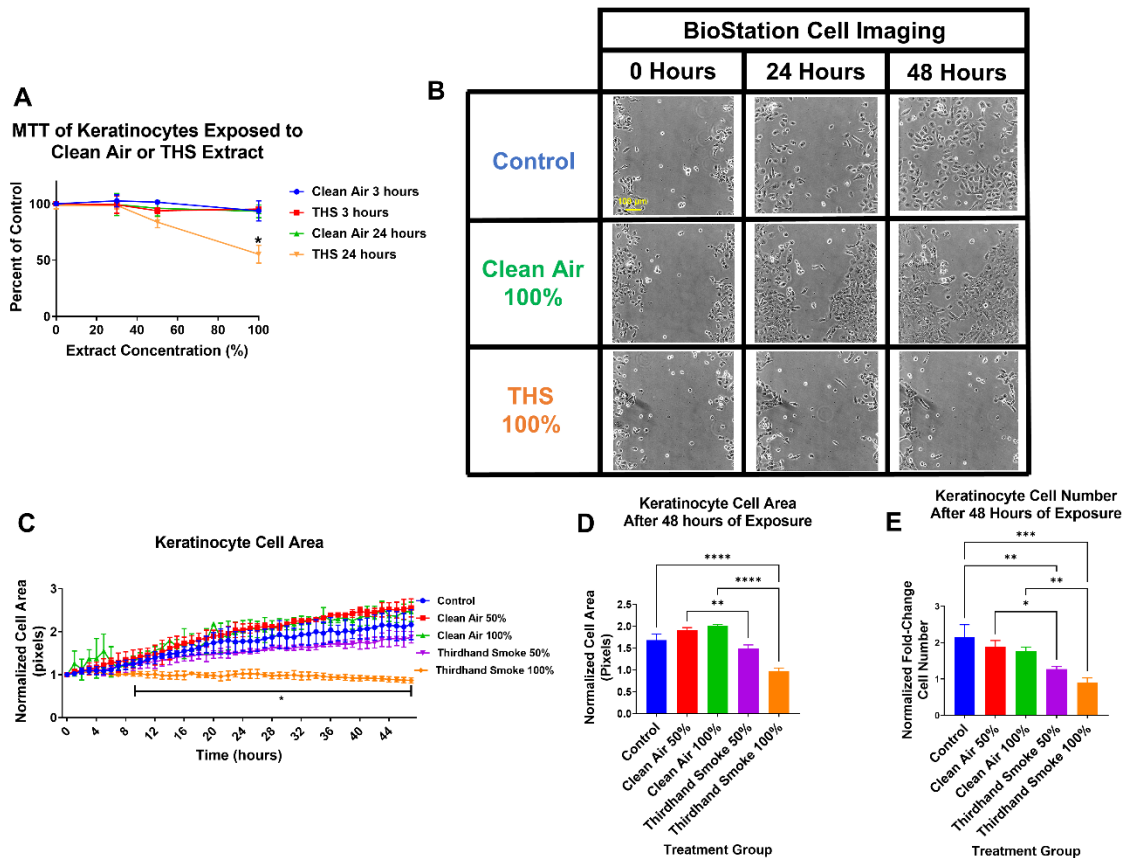 A
MTT of Keratinocytes Exposed to
Clean Air or THS Extract
Percent of Control
100
50
0
0 20 40 60 80 100
Extract Concentration (%)
*
Clean Air 3 hours
THS 3 hours
Clean Air 24 hours
THS 24 hours
B
BioStation Cell Imaging
0 Hours 24 Hours 48 Hours
Control
Clean Air
100%
THS
100%
C
Keratinocyte Cell Area
Normalized Cell Area
(pixels)
3
2
1
0
0 4 8 12 16 20 24 28 32 36 40 44
Time (hours)
*
Control
Clean Air 50%
Clean Air 100%
Thirdhand Smoke 50%
Thirdhand Smoke 100%
D
Keratinocyte Cell Area
After 48 hours of Exposure
Normalized Cell Area
(Pixels)
2.5
2.0
1.5
1.0
0.5
0.0
****
****
**
Control
Clean Air 50%
Clean Air 100%
Thirdhand Smoke 50%
Thirdhand Smoke 100%
Treatment Group
E
Keratinocyte Cell Number
After 48 Hours of Exposure
Normalized Fold-Change
Cell Number
3
2
1
0
***
**
**
*
Control
Clean Air 50%
Clean Air 100%
Thirdhand Smoke 50%
Thirdhand Smoke 100%
Treatment Group